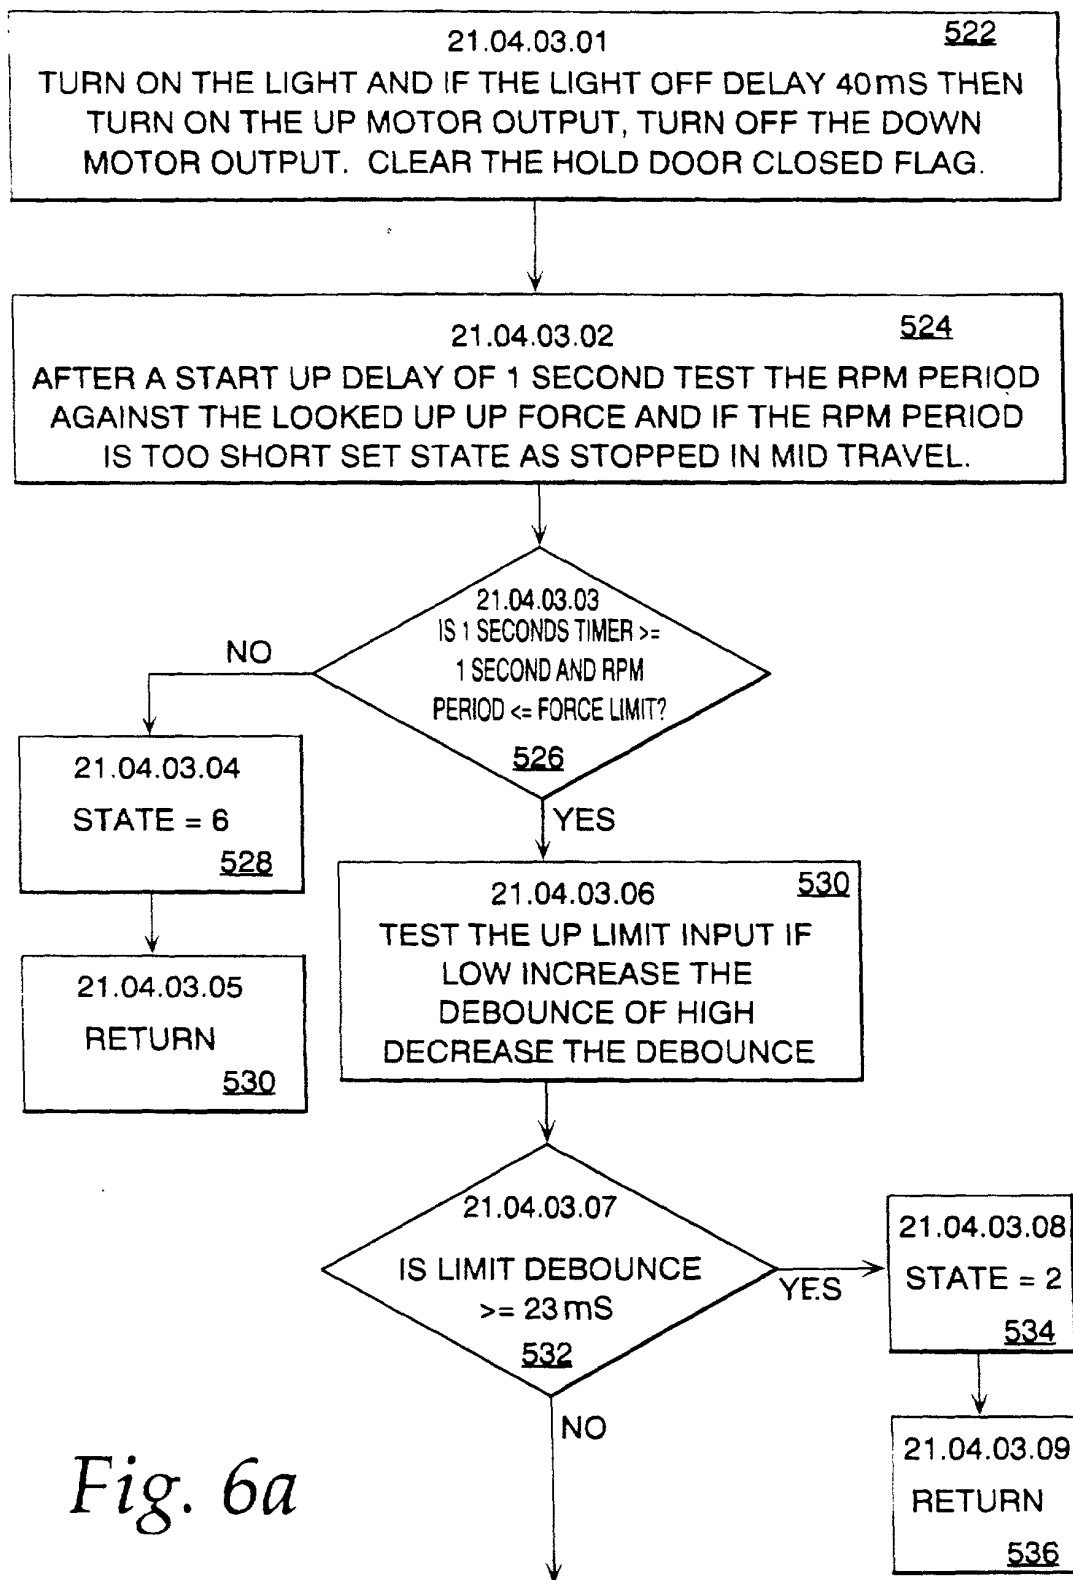 21.04.03.01 522
TURN ON THE LIGHT AND IF THE LIGHT OFF DELAY 40mS THEN
TURN ON THE UP MOTOR OUTPUT, TURN OFF THE DOWN
MOTOR OUTPUT. CLEAR THE HOLD DOOR CLOSED FLAG.
21.04.03.02 524
AFTER A START UP DELAY OF 1 SECOND TEST THE RPM PERIOD
AGAINST THE LOOKED UP UP FORCE AND IF THE RPM PERIOD
IS TOO SHORT SET STATE AS STOPPED IN MID TRAVEL.
21.04.03.03
IS 1 SECONDS TIMER >=
1 SECOND AND RPM
PERIOD <= FORCE LIMIT?
526
NO
YES
21.04.03.04
STATE = 6
528
21.04.03.05
RETURN
530
21.04.03.06 530
TEST THE UP LIMIT INPUT IF
LOW INCREASE THE
DEBOUNCE OF HIGH
DECREASE THE DEBOUNCE
21.04.03.07
IS LIMIT DEBOUNCE
>= 23mS
532
YES
NO
21.04.03.08
STATE = 2
534
21.04.03.09
RETURN
536
Fig. 6a